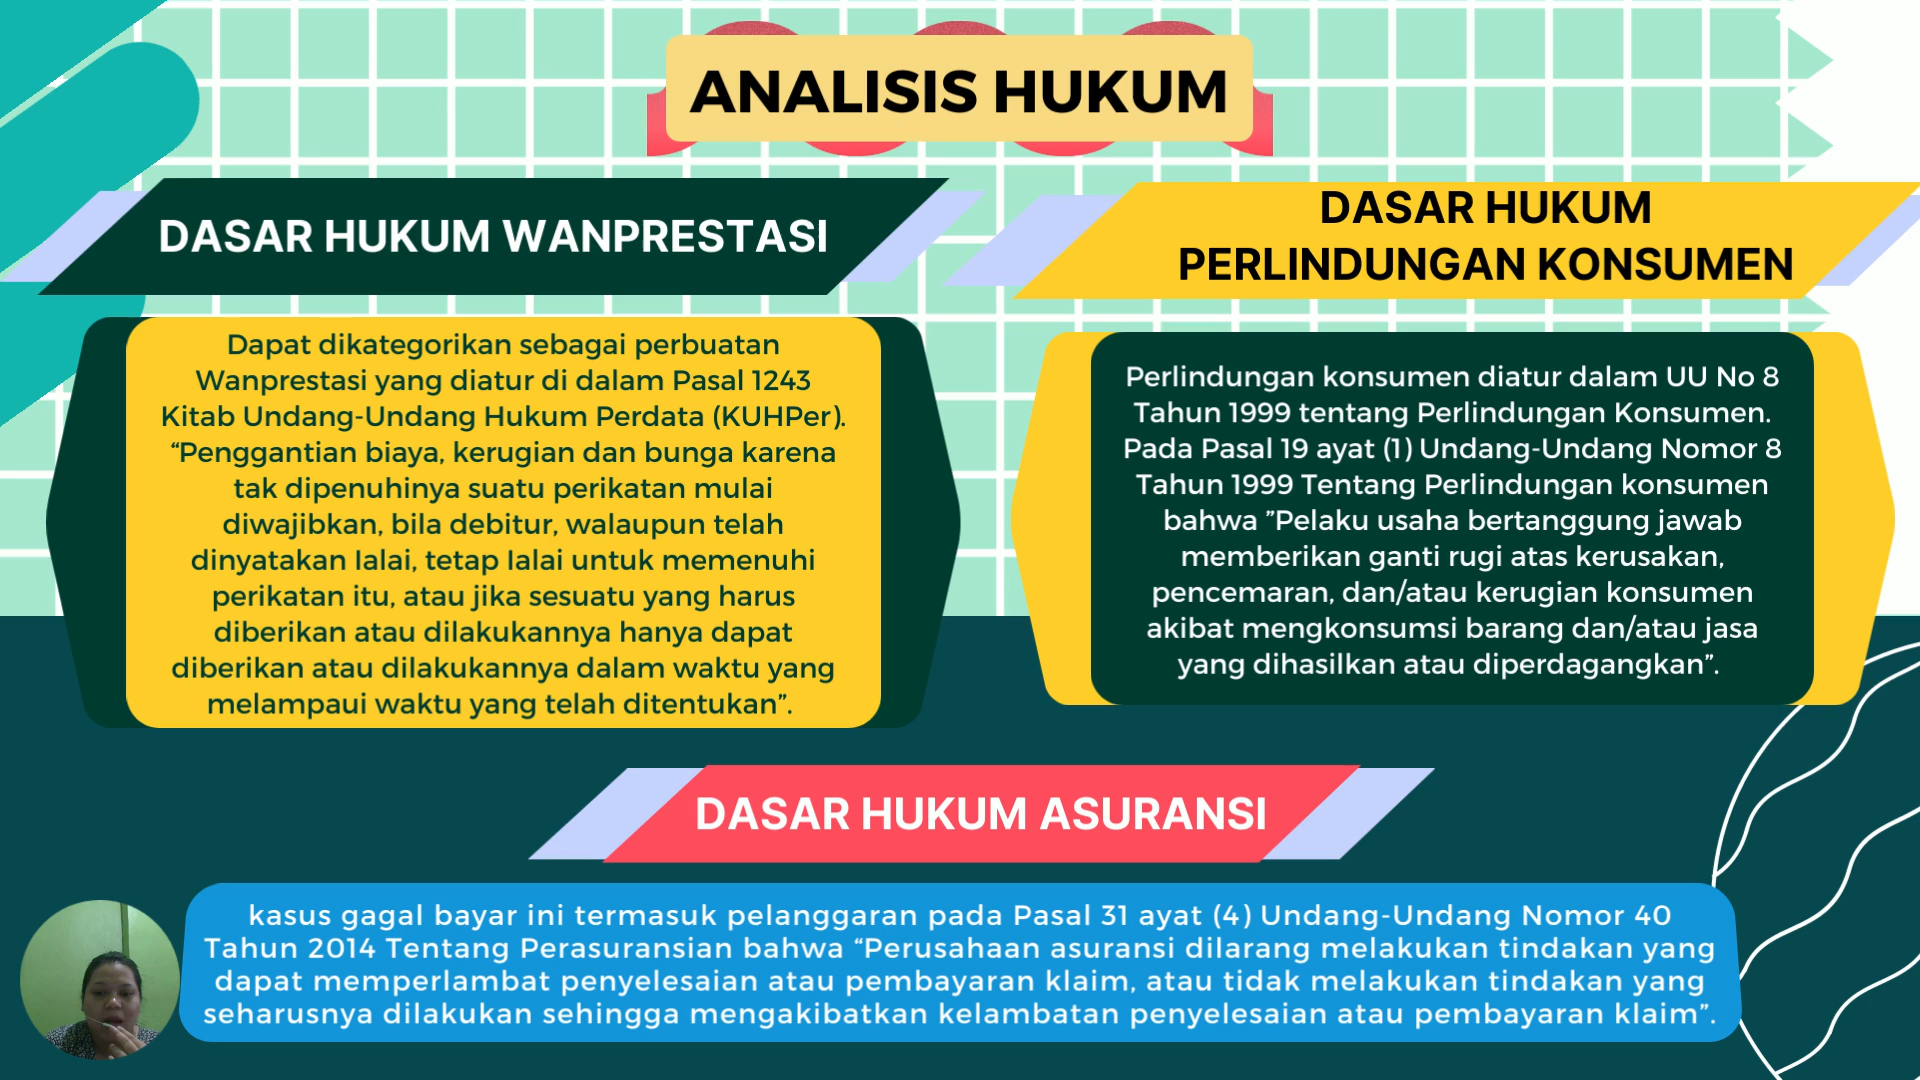 ANALISIS HUKUM
DASAR HUKUM WANPRESTASI
Dapat dikategorikan sebagai perbuatan
Wanprestasi yang diatur di dalam Pasal 1243
Kitab Undang-Undang Hukum Perdata (KUHPer).
“Penggantian biaya, kerugian dan bunga karena
tak dipenuhinya suatu perikatan mulai
diwajibkan, bila debitur, walaupun telah
dinyatakan lalai, tetap lalai untuk memenuhi
perikatan itu, atau jika sesuatu yang harus
diberikan atau dilakukannya hanya dapat
diberikan atau dilakukannya dalam waktu yang
melampaui waktu yang telah ditentukan”.
DASAR HUKUM
PERLINDUNGAN KONSUMEN
Perlindungan konsumen diatur dalam UU No 8
Tahun 1999 tentang Perlindungan Konsumen.
Pada Pasal 19 ayat (1) Undang-Undang Nomor 8
Tahun 1999 Tentang Perlindungan konsumen
bahwa ”Pelaku usaha bertanggung jawab
memberikan ganti rugi atas kerusakan,
pencemaran, dan/atau kerugian konsumen
akibat mengkonsumsi barang dan/atau jasa
yang dihasilkan atau diperdagangkan”.
DASAR HUKUM ASURANSI
kasus gagal bayar ini termasuk pelanggaran pada Pasal 31 ayat (4) Undang-Undang Nomor 40
Tahun 2014 Tentang Perasuransian bahwa “Perusahaan asuransi dilarang melakukan tindakan yang
dapat memperlambat penyelesaian atau pembayaran klaim, atau tidak melakukan tindakan yang
seharusnya dilakukan sehingga mengakibatkan kelambatan penyelesaian atau pembayaran klaim”.